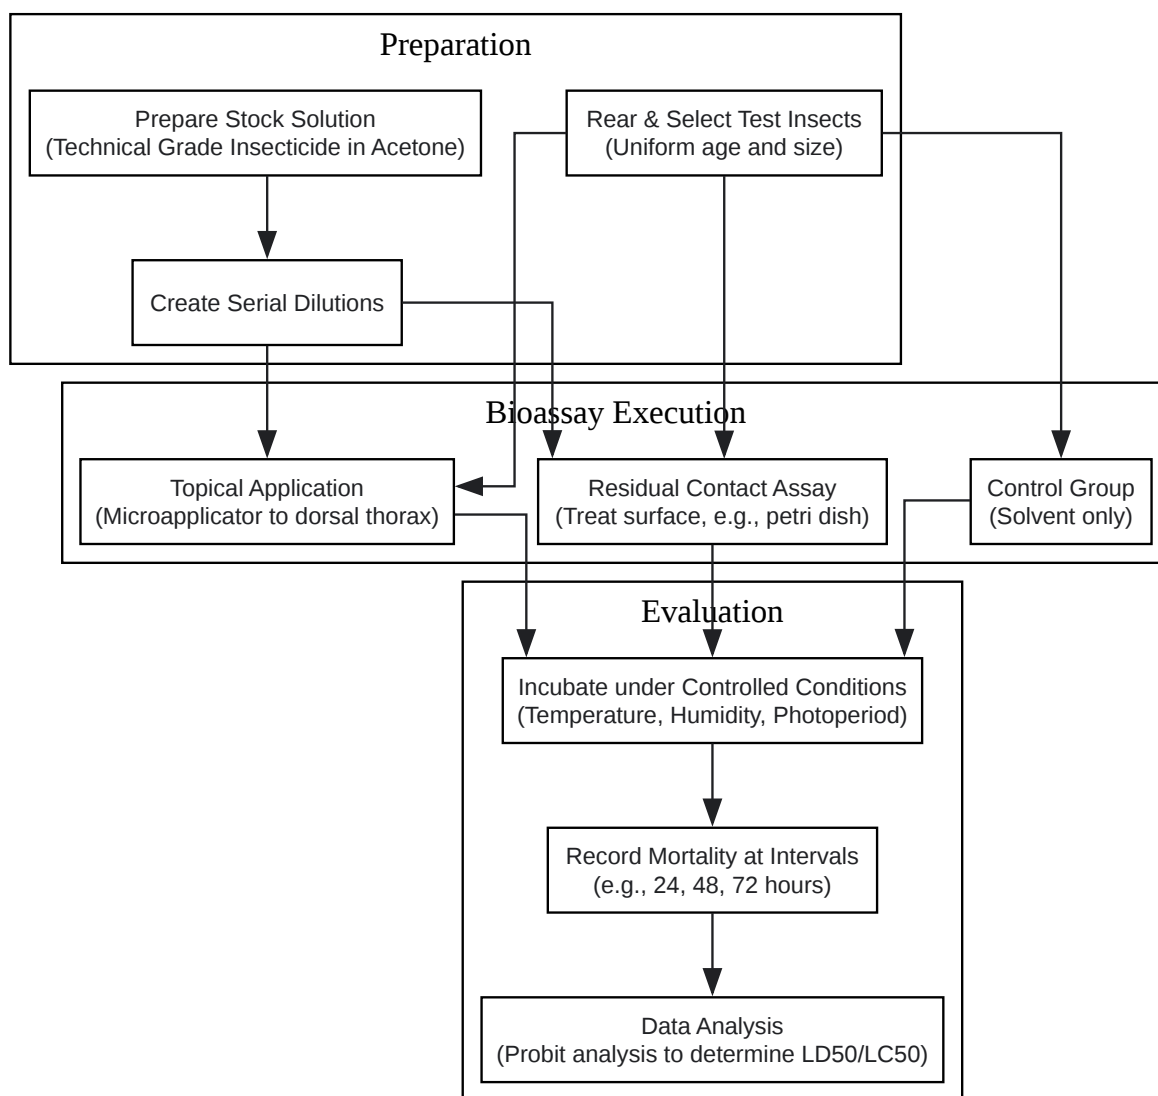 Preparation
Prepare Stock Solution
(Technical Grade Insecticide in Acetone)
Rear & Select Test Insects
(Uniform age and size)
Create Serial Dilutions
Bioassay Execution
Topical Application
(Microapplicator to dorsal thorax)
Residual Contact Assay
(Treat surface, e.g., petri dish)
Control Group
(Solvent only)
Evaluation
Incubate under Controlled Conditions
(Temperature, Humidity, Photoperiod)
Record Mortality at Intervals
(e.g., 24, 48, 72 hours)
Data Analysis
(Probit analysis to determine LD50/LC50)